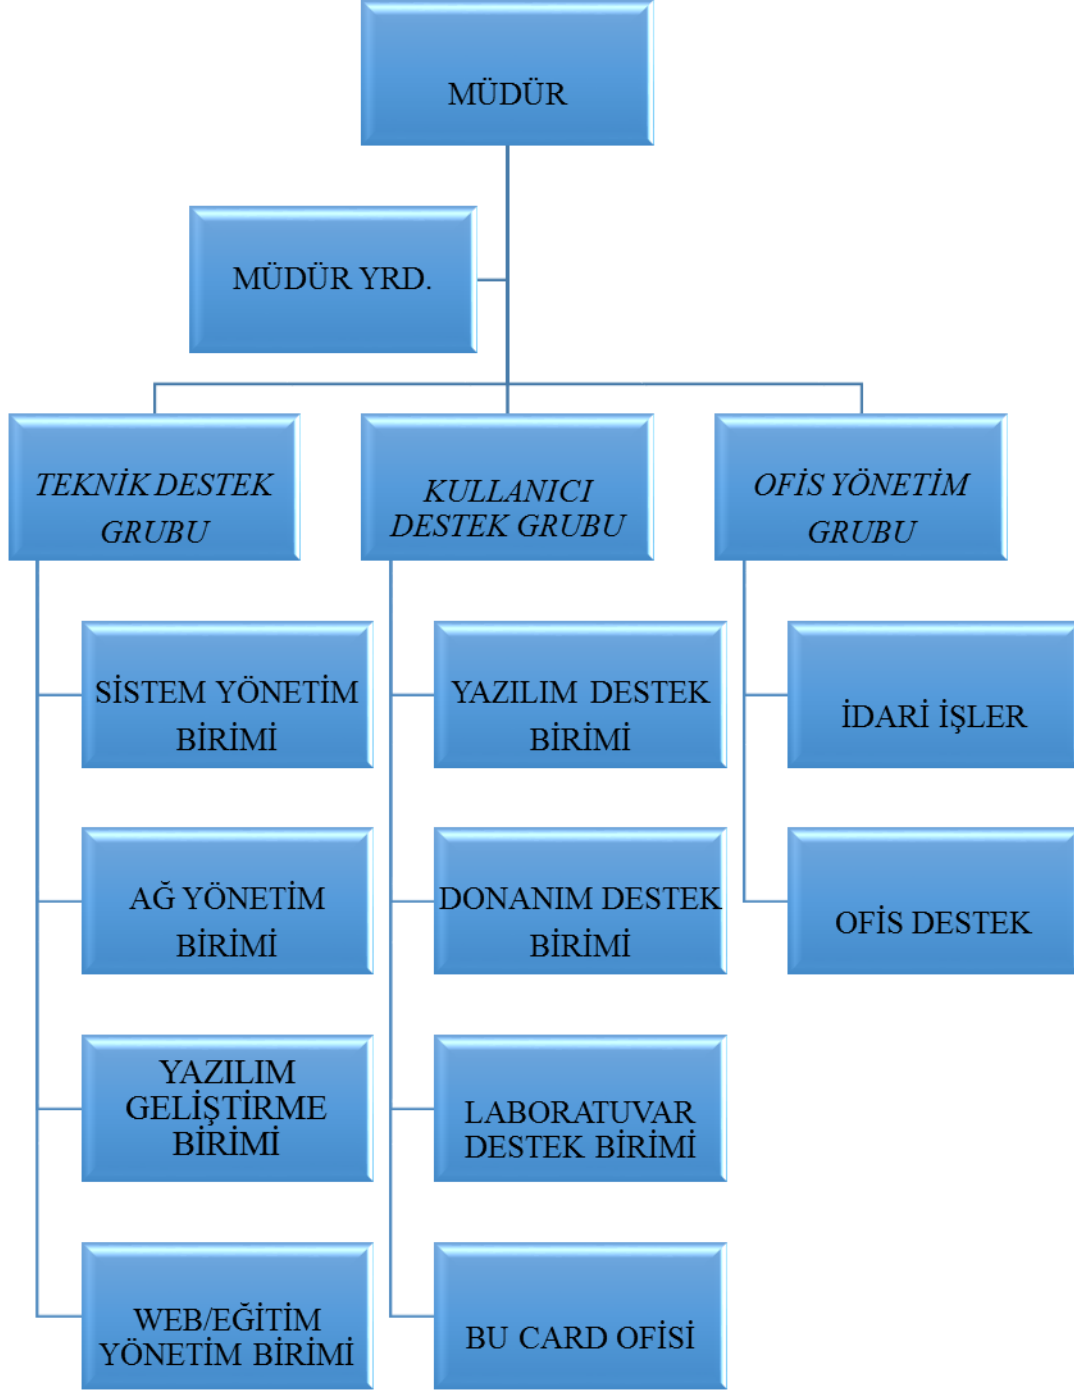 MÜDÜR
MÜDÜR YRD.
TEKNİK DESTEK
GRUBU
KULLANICI
DESTEK GRUBU
OFİS YÖNETİM
GRUBU
SİSTEM YÖNETİM
BİRİMİ
AĞ YÖNETİM
BİRİMİ
YAZILIM
GELİŞTİRME
BİRİMİ
WEB/EĞİTİM
YÖNETİM BİRİMİ
YAZILIM DESTEK
BİRİMİ
DONANIM DESTEK
BİRİMİ
LABORATUVAR
DESTEK BİRİMİ
BU CARD OFİSİ
İDARİ İŞLER
OFİS DESTEK